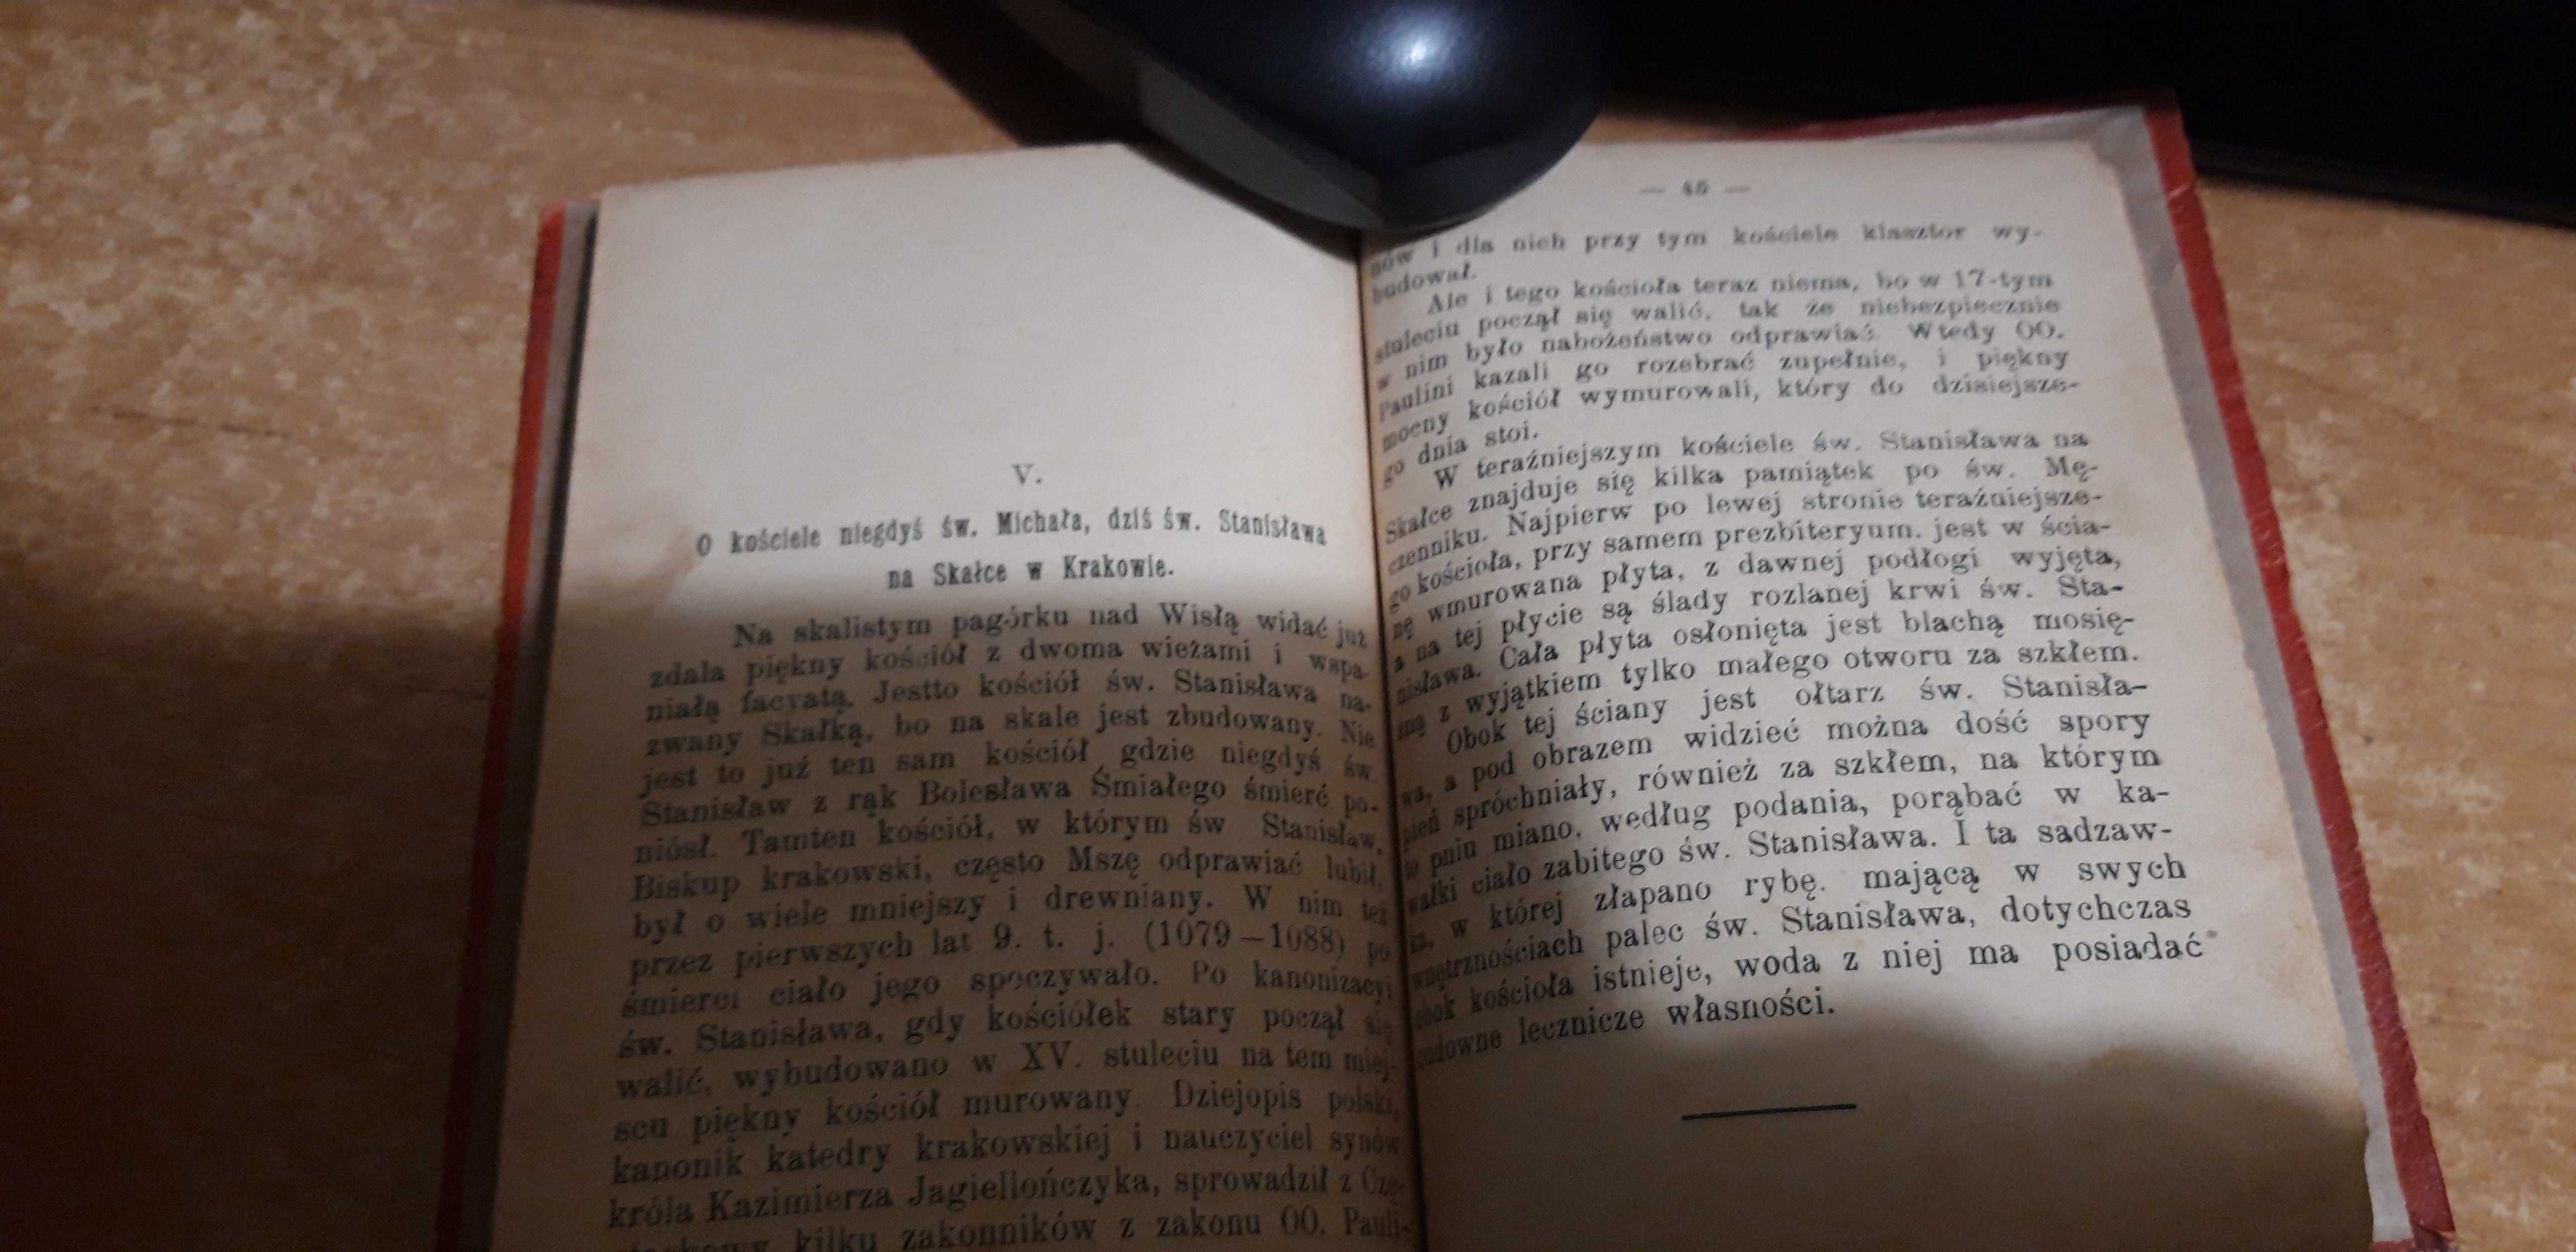 V.
O kościele niegdyś św. Michała, dziś św. Stanisława
na Skałce w Krakowie.
Na skalistym pagórku nad Wisłą widać już
zdala piękny kościół z dwoma wieżami i wspa-
niałą facyatą. Jestto kościół św. Stanisława na-
zwany Skałką, bo na skale jest zbudowany. Nie
jest to już ten sam kościół gdzie niegdyś św
Stanisław z rąk Bolesława Śmiałego śmierć po-
niósł. Tamten kościół, w którym św Stanisław,
Biskup krakowski, często Mszę odprawiać lubił,
był o wiele mniejszy i drewniany. W nim też
przez pierwszych lat 9. t. j. (1079–1088) po
śmierci ciało jego spoczywało. Po kanonizacyi
św. Stanisława, gdy kościółek stary począł się
walić, wybudowano w XV. stuleciu na tem miej-
scu piękny kościół murowany. Dziejopis polski,
kanonik katedry krakowskiej i nauczyciel synów
króla Kazimierza Jagiellończyka, sprowadził z Czę-
kilku zakonników z zakonu OO. Pauli-
— 45 —
nów i dla nich przy tym kościele klasztor wy-
budował.
Ale i tego kościoła teraz niema, bo w 17-tym
stuleciu począł się walić, tak że niebezpiecznie
w nim było nabożeństwo odprawiać. Wtedy OO.
Paulini kazali go rozebrać zupełnie, i piękny
mocny kościół wymurowali, który do dzisiejsze-
go dnia stoi.
W teraźniejszym kościele św. Stanisława na
Skałce znajduje się kilka pamiątek po św. Mę-
czenniku. Najpierw po lewej stronie teraźniejsze-
go kościoła, przy samem prezbiteryum. jest w ścia-
nę wmurowana płyta, z dawnej podłogi wyjęta,
a na tej płycie są ślady rozlanej krwi św. Sta-
nisława. Cała płyta osłonięta jest blachą mosię-
żną z wyjątkiem tylko małego otworu za szkłem.
Obok tej ściany jest ołtarz św. Stanisła-
wa, a pod obrazem widzieć można dość spory
pień spróchniały, również za szkłem, na którym
to pniu miano, według podania, porąbać w ka-
wałki ciało zabitego św. Stanisława. I ta sadzaw-
ka, w której złapano rybę. mającą w swych
wnętrznościach palec św. Stanisława, dotychczas
obok kościoła istnieje, woda z niej ma posiadać
cudowne lecznicze własności.